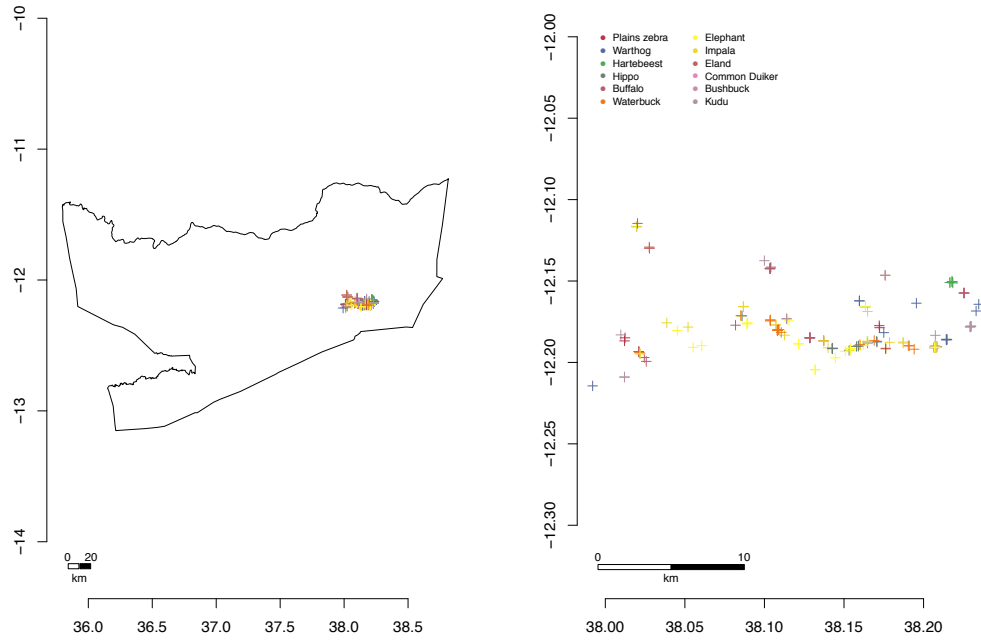 −10
−11
−12
−13
−14
0 20
km
36.0 36.5 37.0 37.5 38.0 38.5
−12.00
−12.05
−12.10
−12.15
−12.20
−12.25
−12.30
Plains zebra
Warthog
Hartebeest
Hippo
Buffalo
Waterbuck
Elephant
Impala
Eland
Common Duiker
Bushbuck
Kudu
0 10
km
38.00 38.05 38.10 38.15 38.20